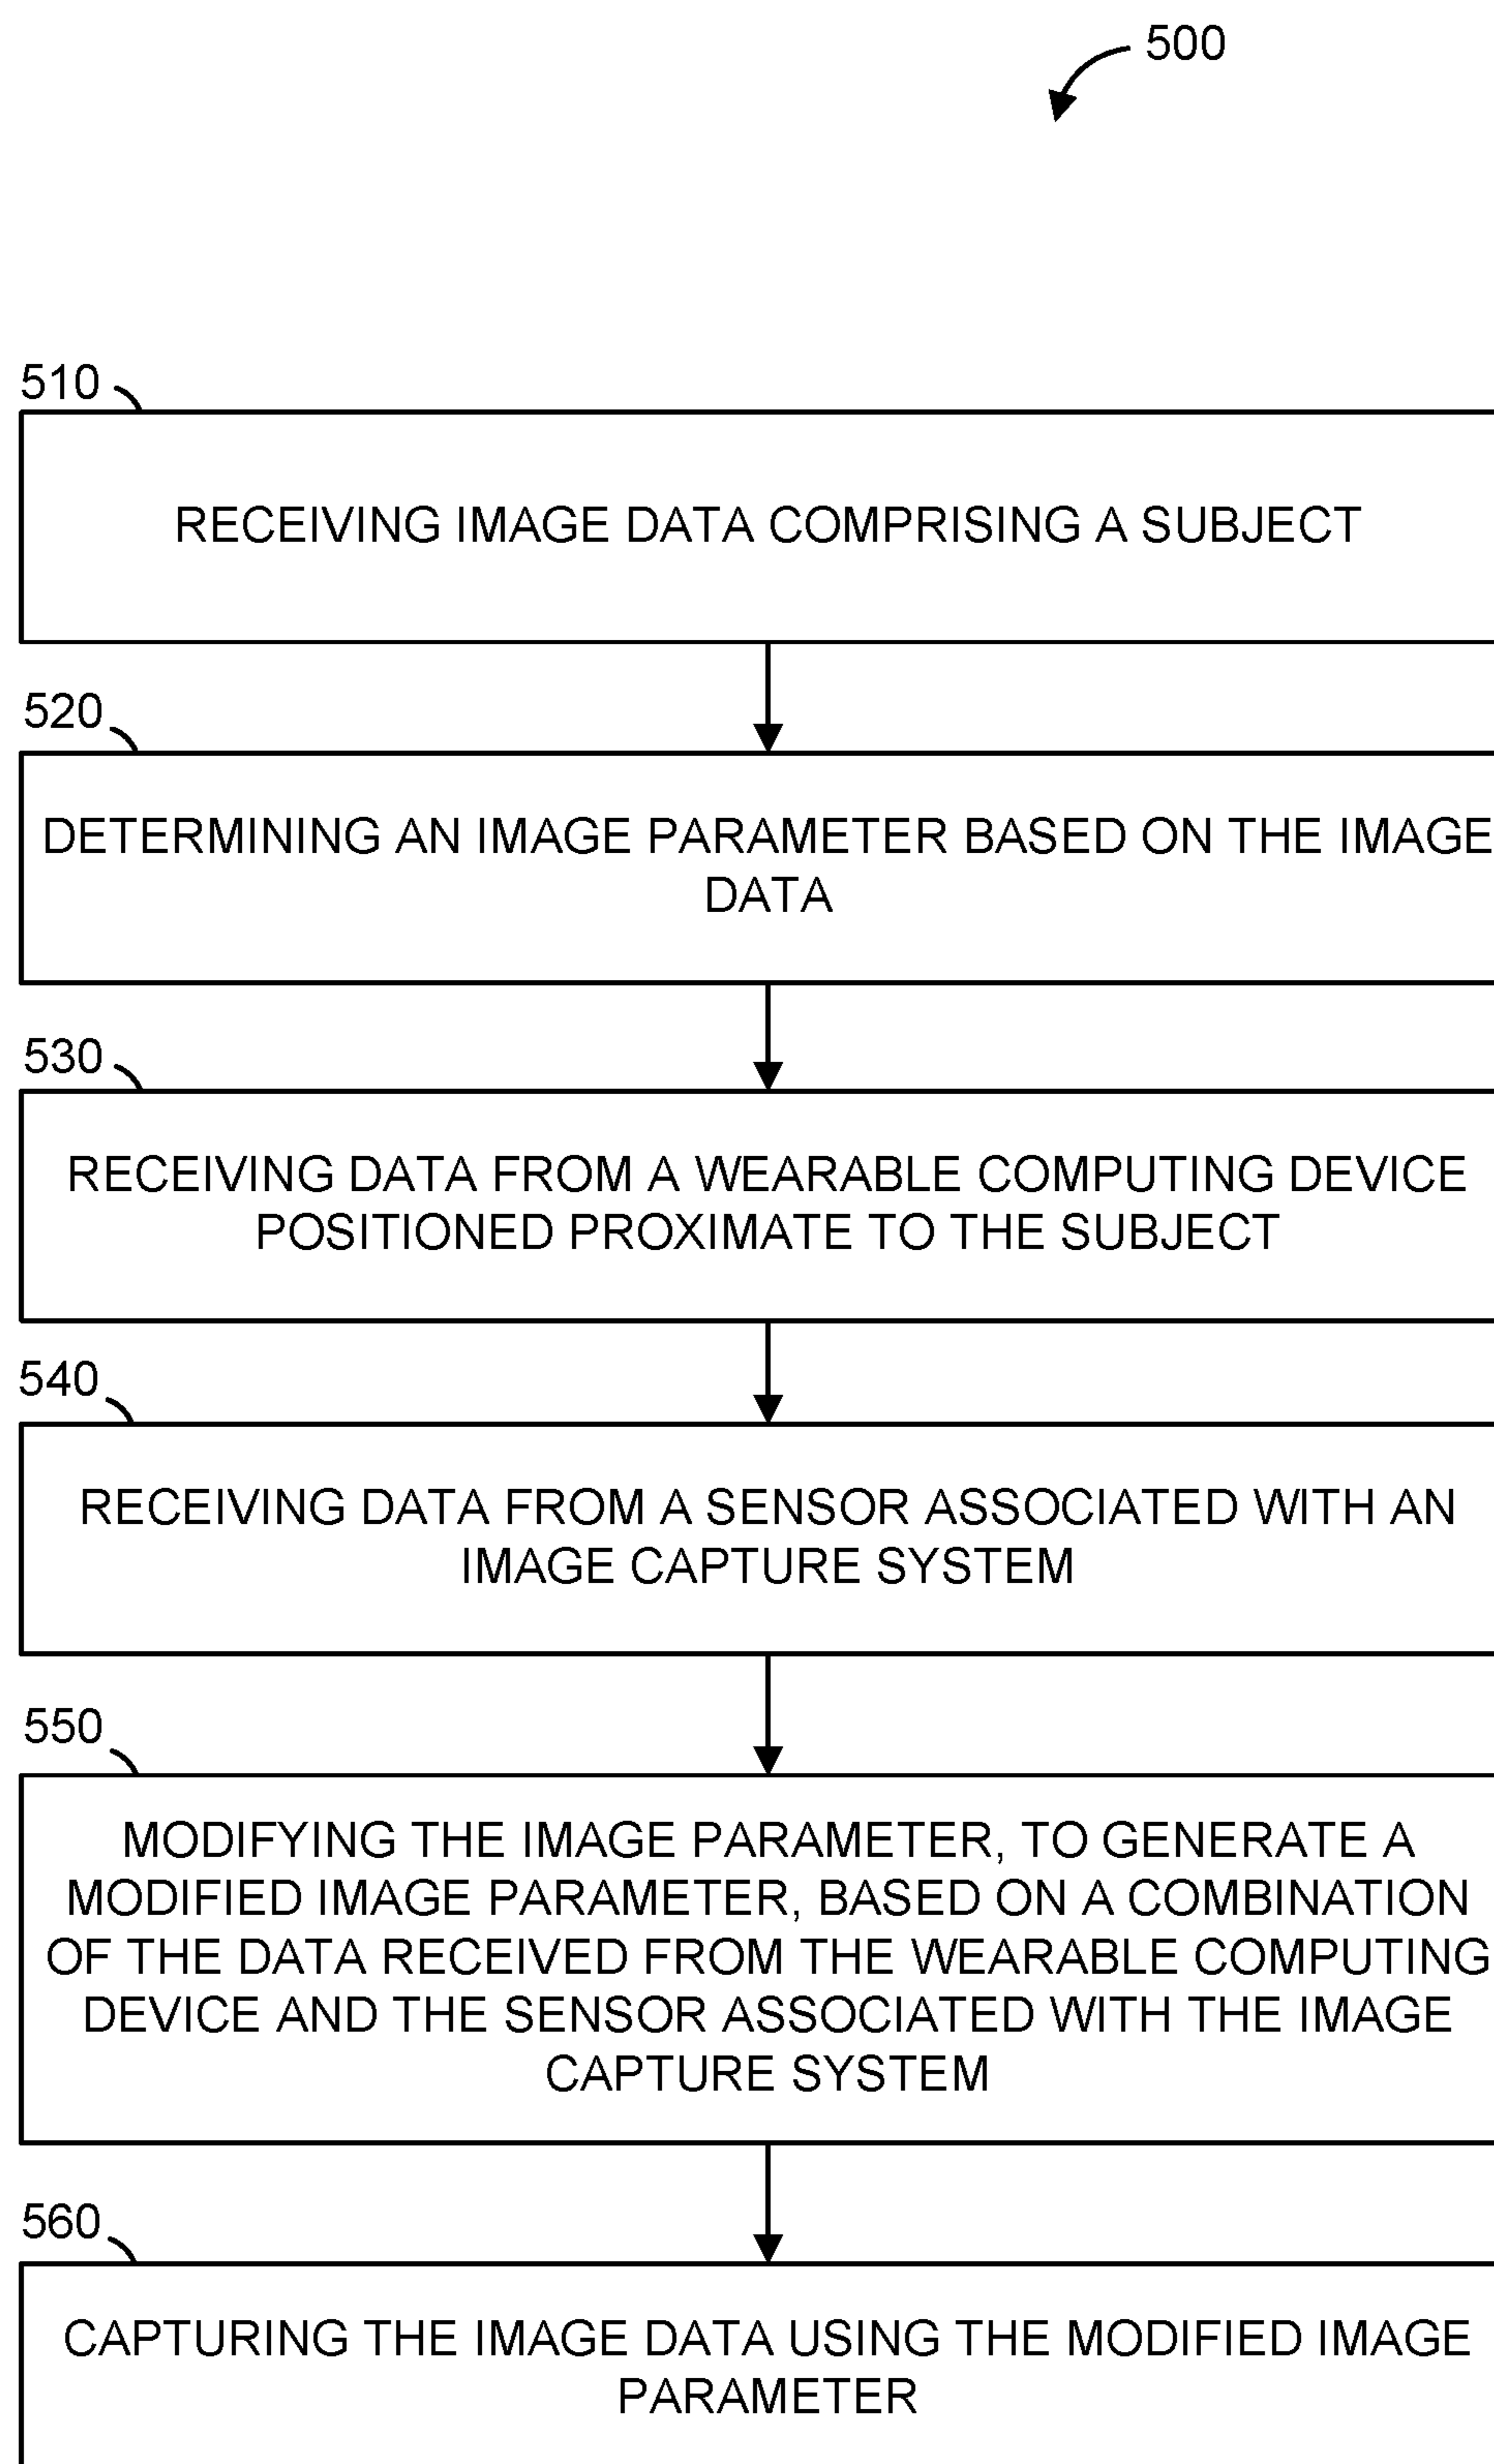 500
510
RECEIVING IMAGE DATA COMPRISING A SUBJECT
520
DETERMINING AN IMAGE PARAMETER BASED ON THE IMAGE
DATA
530
RECEIVING DATA FROM A WEARABLE COMPUTING DEVICE
POSITIONED PROXIMATE TO THE SUBJECT
540
RECEIVING DATA FROM A SENSOR ASSOCIATED WITH AN
IMAGE CAPTURE SYSTEM
550
MODIFYING THE IMAGE PARAMETER, TO GENERATE A
MODIFIED IMAGE PARAMETER, BASED ON A COMBINATION
OF THE DATA RECEIVED FROM THE WEARABLE COMPUTING
DEVICE AND THE SENSOR ASSOCIATED WITH THE IMAGE
CAPTURE SYSTEM
560
CAPTURING THE IMAGE DATA USING THE MODIFIED IMAGE
PARAMETER